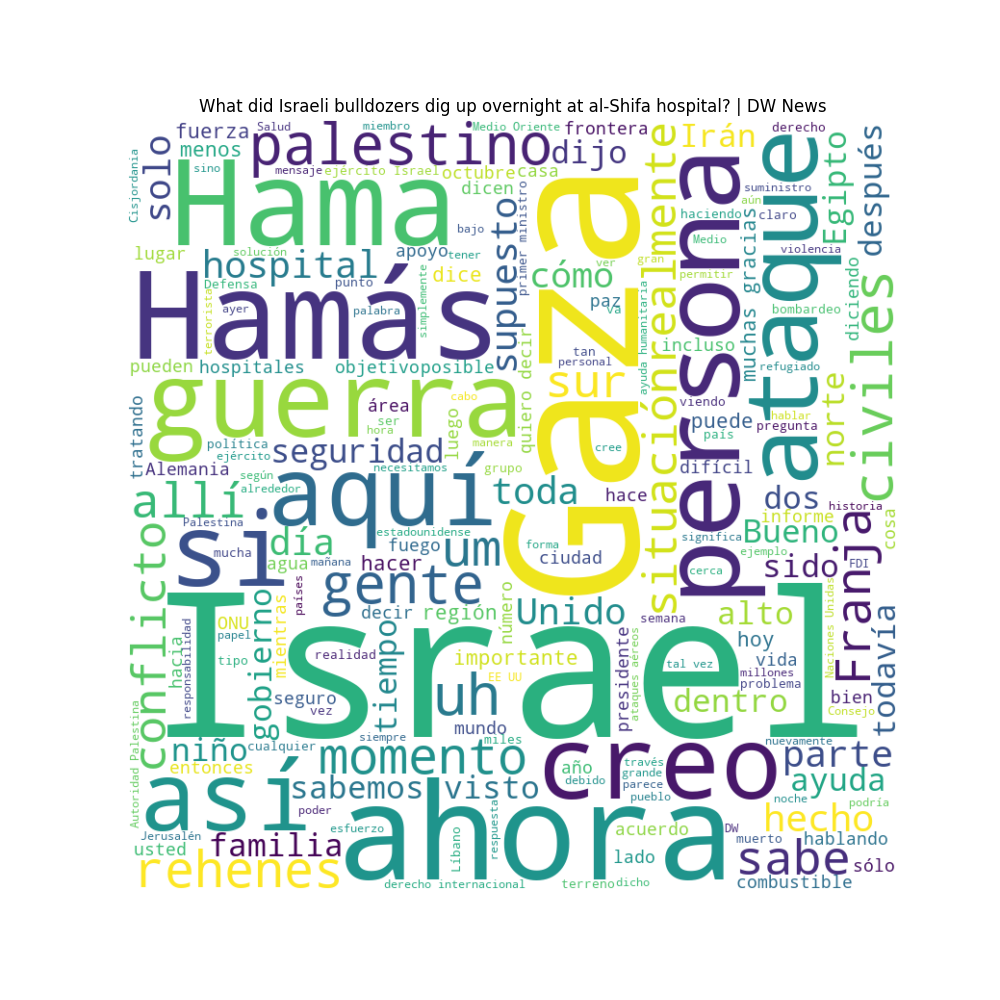 What did Israeli bulldozers dig up overnight at al-Shifa hospital? | DW News
fuerza
Salud
miembro
Medio Oriente
frontera
Irán
derecho
menos
palestino
dijo
solo
sino
mensaje
ejército Israel
octubre
casa
dicen
Cisjordania
Hama
Gaza
realmente
situación
persona
ataque
Egipto
después
suministro
aún
haciendo
claro
primer ministro
supuesto
bajo
lugar
solución
apoyo
tener
hospital
punto
dice
cómo
ver
gran
Medio
violencia
permitir
muchas gracias
diciendo
civiles
Defensa
terrorista
ayer
palabra
simplemente
Hamás
paz
va
ayuda humanitaria
bombardeo
incluso
tan
personal
pueden
hospitales
objetivo
posible
quiero decir
sur
refugiado
norte
guerra
área
ser
hora
cabo
luego
manera
viendo
puede
país
hablar
pregunta
tratando
política
ejército
seguridad
cree
difícil
Alemania
según
alrededor
necesitamos
grupo
aquí
toda
hace
dos
informe
historia
cosa
allí
Palestina
si
mucha
día
estadounidense
fuego
um
forma
ciudad
significa
Bueno
ejemplo
Franja
FDI
conflicto
agua
mañana
hacer
cerca
sido
gente
países
gobierno
mientras
decir
región
número
Unido
semana
alto
Naciones Unidas
todavía
ONU
papel
hacia
responsabilidad
tipo
Israel
realidad
tiempo
importante
EE UU
presidente
ataques aéreos
tal vez
hoy
vida
millones
problema
seguro
vez
uh
dentro
bien
Consejo
mundo
miles
siempre
niño
cualquier
entonces
momento
creo
nuevamente
parte
Autoridad Palestina
así
sabemos
visto
año
debido
través
grande
parece
pueblo
ayuda
noche
podría
poder
ahora
hecho
Jerusalén
usted
familia
esfuerzo
Líbano
respuesta
acuerdo
DW
muerto
hablando
rehenes
lado
sabe
sólo
derecho internacional
terreno
dicho
combustible